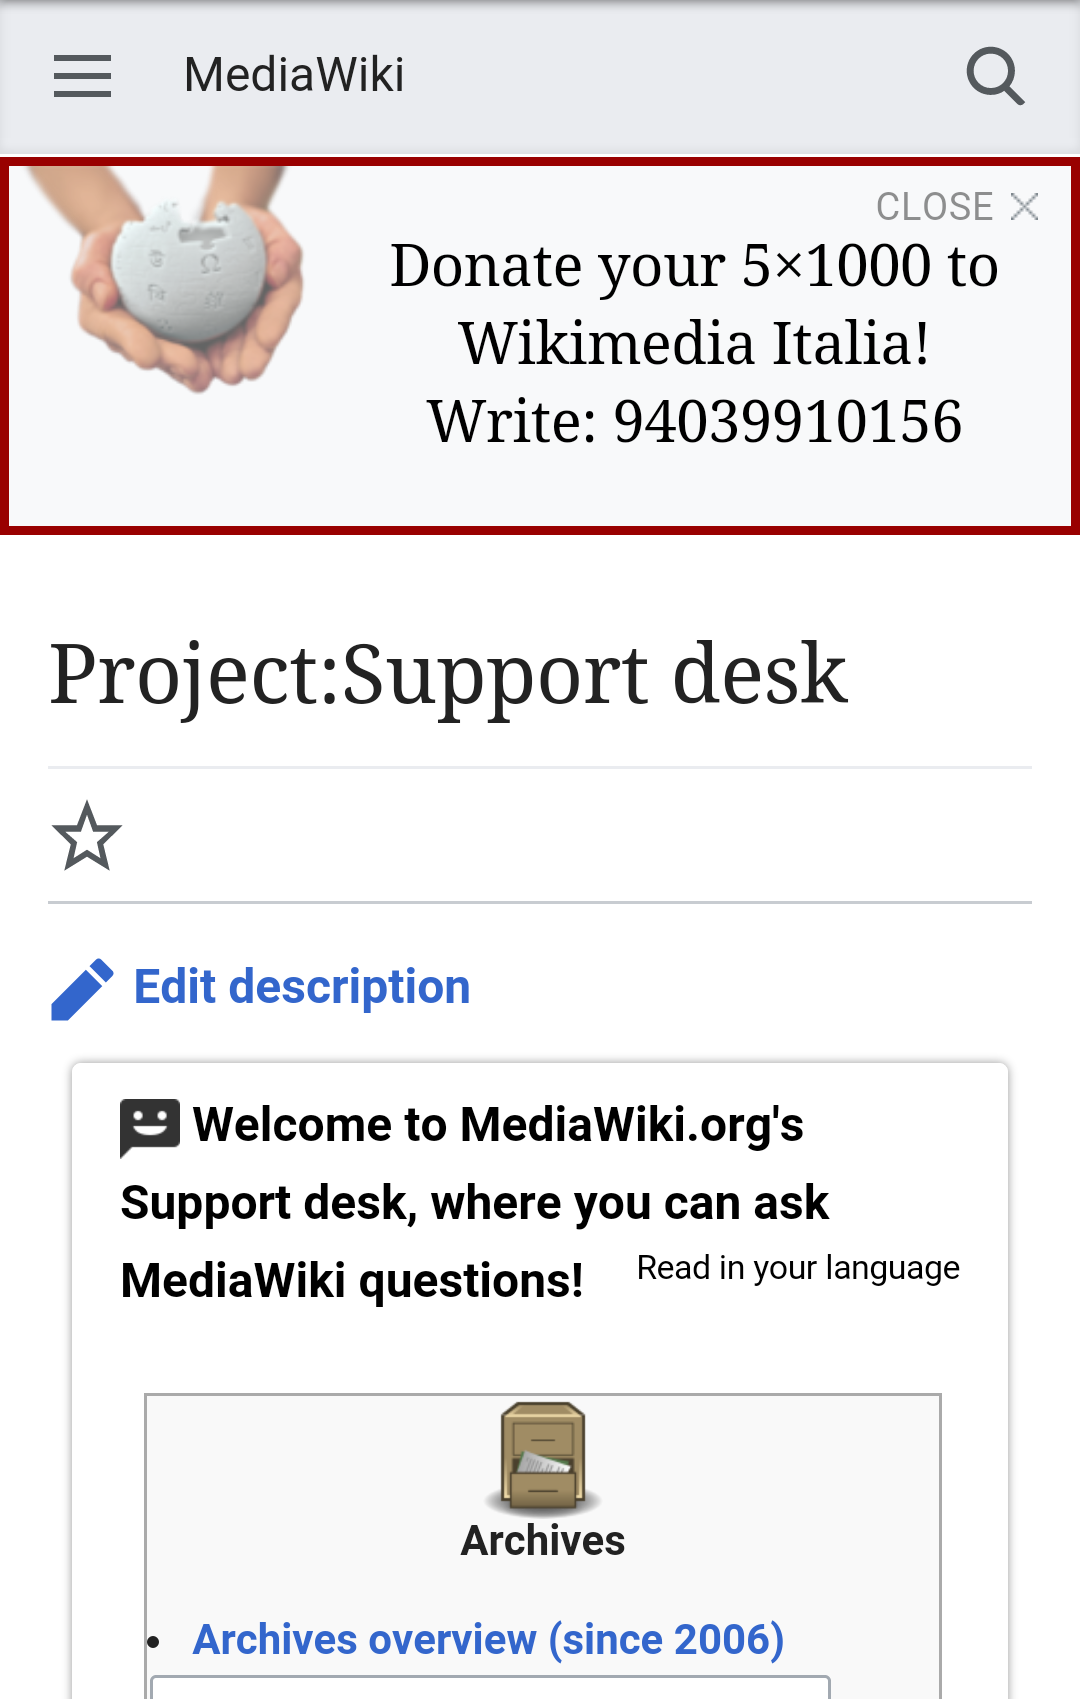 MediaWiki
CLOSE
Donate your 5×1000 to
Wikimedia Italia!
Write: 94039910156
Project:Support desk
Edit description
Welcome to MediaWiki.org's
Support desk, where you can ask
MediaWiki questions!
Read in your language
Archives
Archives overview (since 2006)